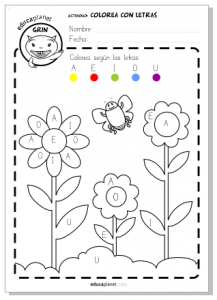 educaplanet
GRIN
ACTIVIDAD: COLOREA CON LETRAS
Nombre:
Fecha:
Colorea según las letras:
A E I O U
A
I
O
A
E
D
O
I
A
E
A
A
O
I
U
U
E
U
educaplanet.com